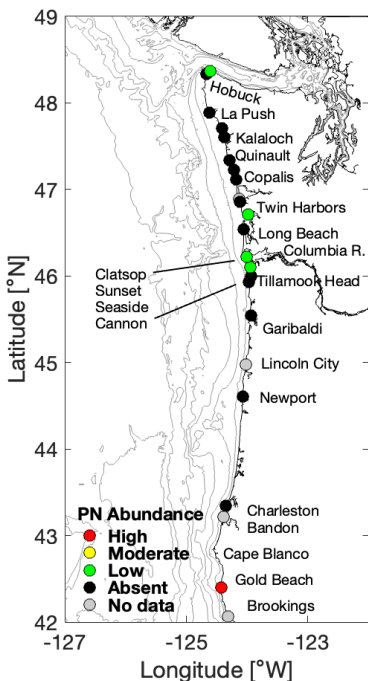 49
48
47
46
45
44
43
42
Latitude [°N]
Hobuck
La Push
Kalaloch
Quinault
Copalis
Twin Harbors
Long Beach
Columbia R.
Clatsop
Sunset
Seaside
Cannon
Tillamook Head
Garibaldi
Lincoln City
Newport
Charleston
Bandon
Cape Blanco
Gold Beach
Brookings
PN Abundance
High
Moderate
Low
Absent
No data
-127
-125
-123
Longitude [°W]